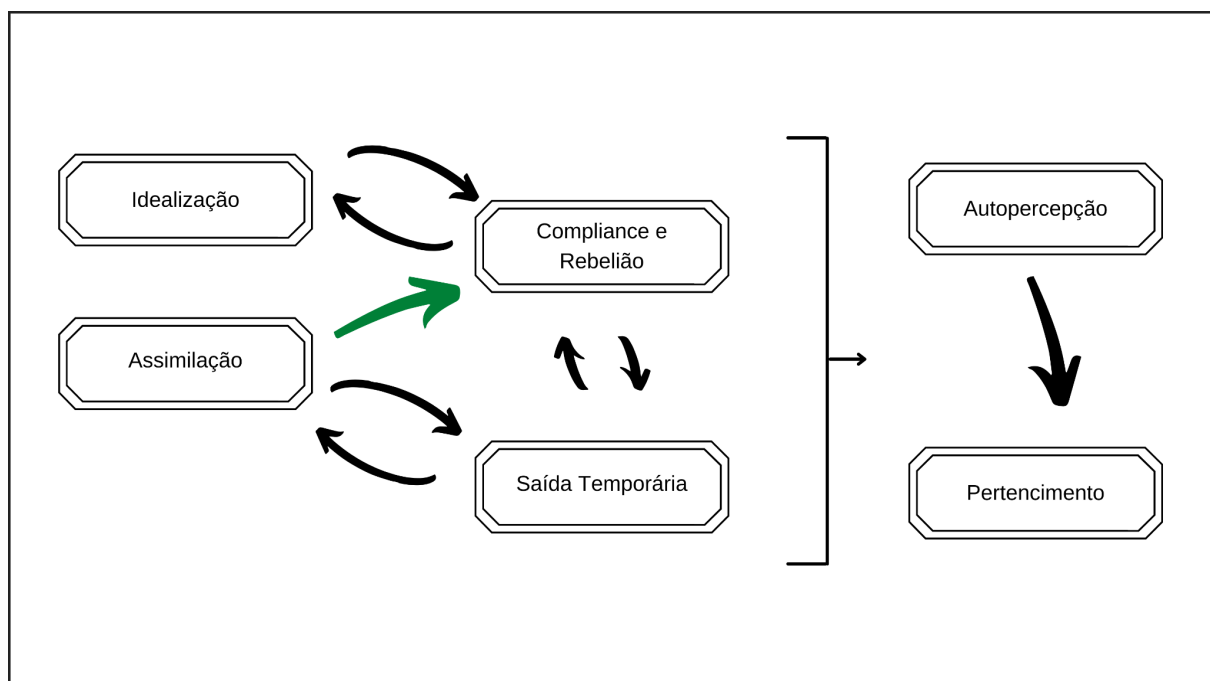 Idealização
Compliance e
Rebelião
Autopercepção
Assimilação
Saída Temporária
Pertencimento